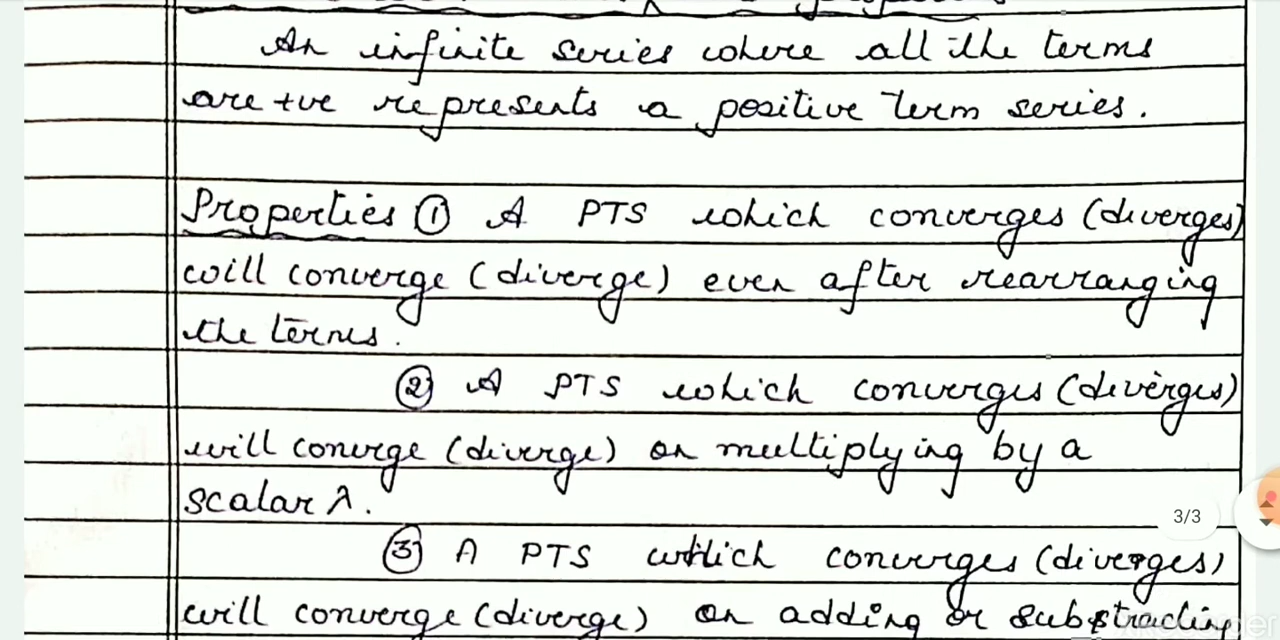 An infinite series where all the terms
are +ve represents a positive term series.
Properties ① A PTS which converges (diverges)
will converge (diverge) even after rearranging
the terms.
② A PTS which converges (diverges)
will converge (diverge) on multiplying by a
scalar λ.
3/3
③ A PTS which converges (diverges)
will converge (diverge) on adding or substracting